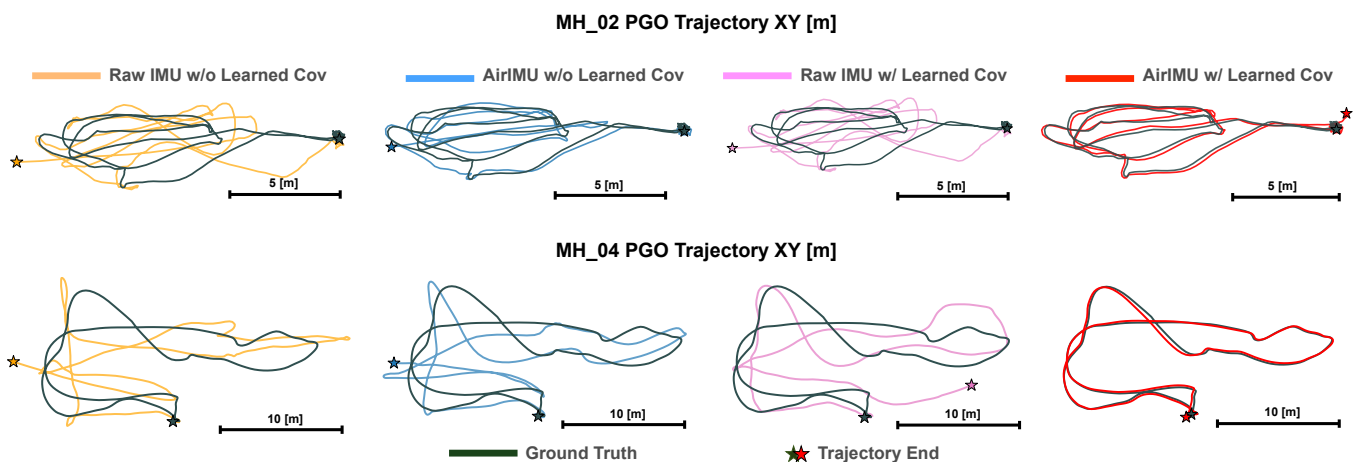 MH_02 PGO Trajectory XY [m]
Raw IMU w/o Learned Cov
AirIMU w/o Learned Cov
Raw IMU w/ Learned Cov
AirIMU w/ Learned Cov
5 [m]
5 [m]
5 [m]
5 [m]
MH_04 PGO Trajectory XY [m]
10 [m]
10 [m]
10 [m]
10 [m]
Ground Truth
Trajectory End